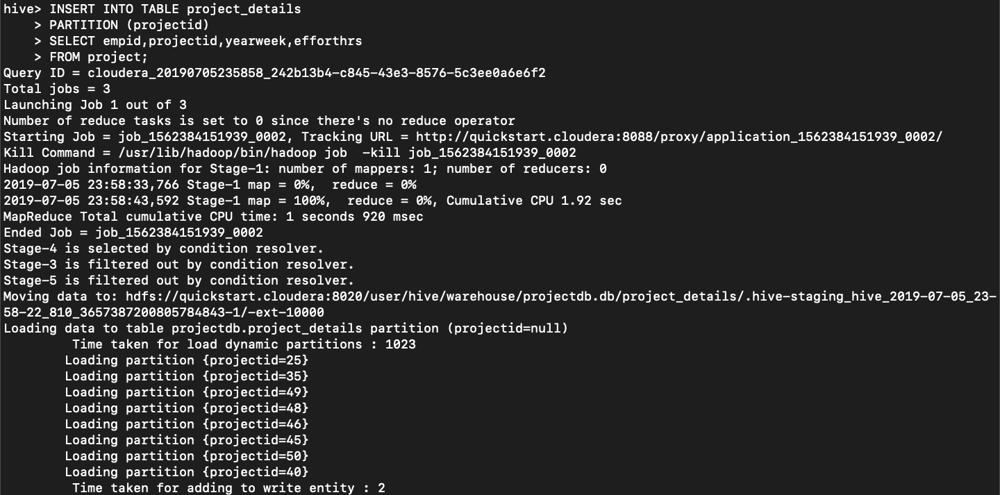 hive> INSERT INTO TABLE project_details
    > PARTITION (projectid)
    > SELECT empid,projectid,yearweek,efforthrs
    > FROM project;
Query ID = cloudera_20190705235858_242b13b4-c845-43e3-8576-5c3ee0a6e6f2
Total jobs = 3
Launching Job 1 out of 3
Number of reduce tasks is set to 0 since there's no reduce operator
Starting Job = job_1562384151939_0002, Tracking URL = http://quickstart.cloudera:8088/proxy/application_1562384151939_0002/
Kill Command = /usr/lib/hadoop/bin/hadoop job  -kill job_1562384151939_0002
Hadoop job information for Stage-1: number of mappers: 1; number of reducers: 0
2019-07-05 23:58:33,766 Stage-1 map = 0%,  reduce = 0%
2019-07-05 23:58:43,592 Stage-1 map = 100%,  reduce = 0%, Cumulative CPU 1.92 sec
MapReduce Total cumulative CPU time: 1 seconds 920 msec
Ended Job = job_1562384151939_0002
Stage-4 is selected by condition resolver.
Stage-3 is filtered out by condition resolver.
Stage-5 is filtered out by condition resolver.
Moving data to: hdfs://quickstart.cloudera:8020/user/hive/warehouse/projectdb.db/project_details/.hive-staging_hive_2019-07-05_23-
58-22_810_3657387200805784843-1/-ext-10000
Loading data to table projectdb.project_details partition (projectid=null)
         Time taken for load dynamic partitions : 1023
        Loading partition {projectid=25}
        Loading partition {projectid=35}
        Loading partition {projectid=49}
        Loading partition {projectid=48}
        Loading partition {projectid=46}
        Loading partition {projectid=45}
        Loading partition {projectid=50}
        Loading partition {projectid=40}
         Time taken for adding to write entity : 2